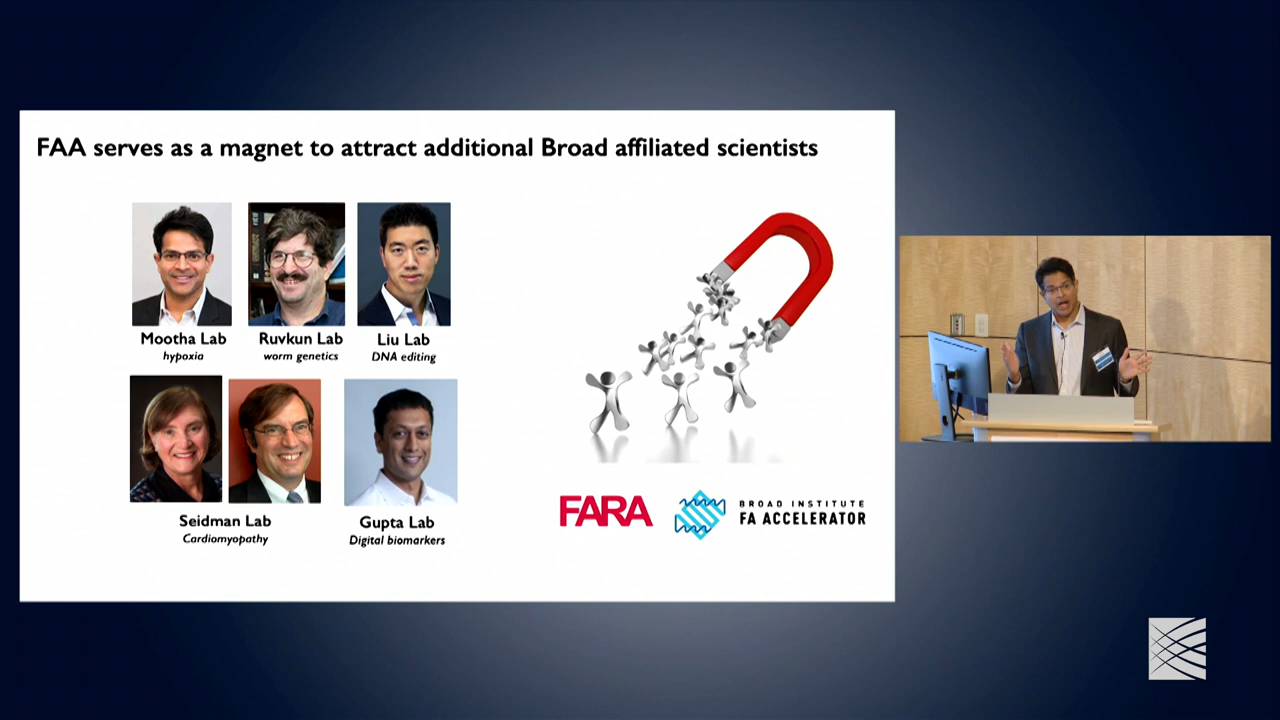 FAA serves as a magnet to attract additional Broad affiliated scientists
Mootha Lab
hypoxia
Ruvkun Lab
worm genetics
Liu Lab
DNA editing
Seidman Lab
Cardiomyopathy
Gupta Lab
Digital biomarkers
FARA
BROAD INSTITUTE
FA ACCELERATOR